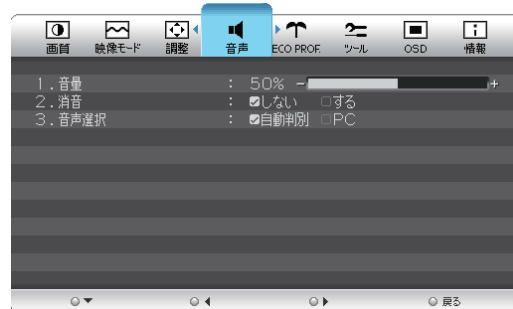 画質 映像モード 調整 音声 ECO PROF. ツール OSD 情報
1.音量 : 50% - +
2.消音 : ☑しない □する
3.音声選択 : ☑自動判別 □PC
○▼ ○◀ ○▶ ○戻る